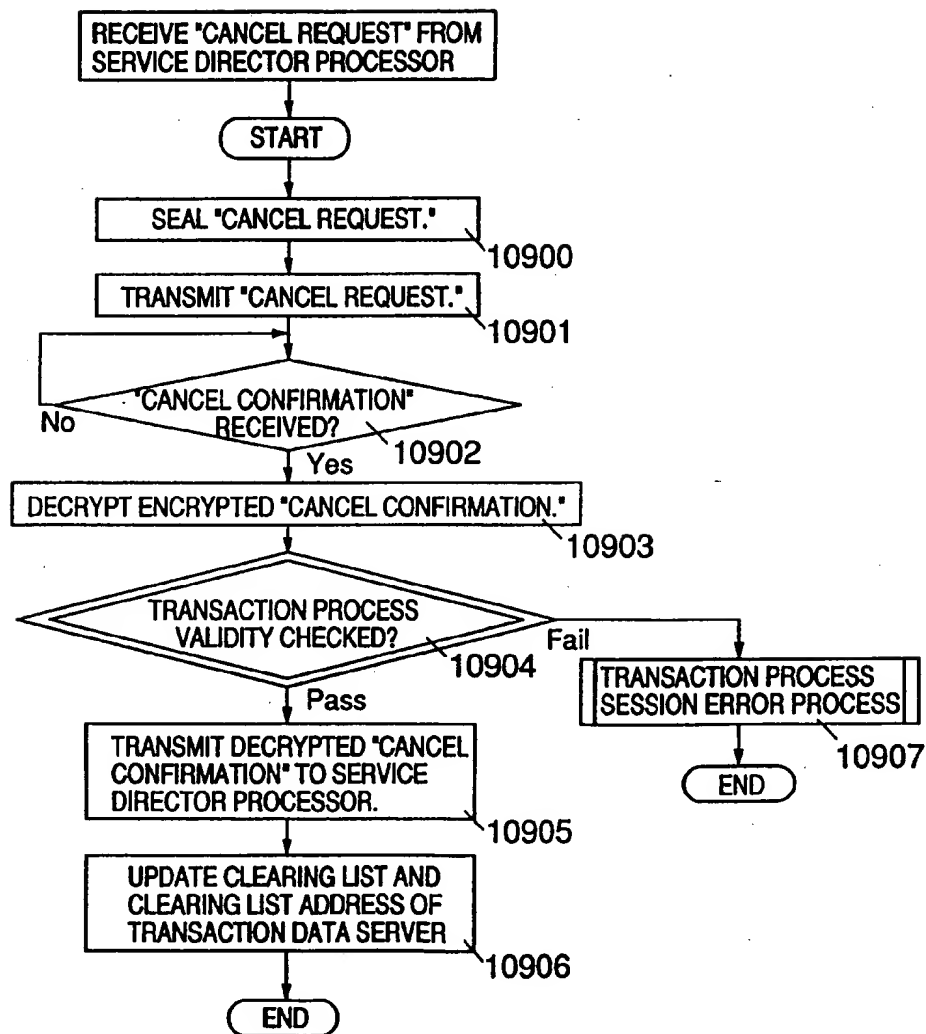 RECEIVE "CANCEL REQUEST" FROM
SERVICE DIRECTOR PROCESSOR
START
SEAL "CANCEL REQUEST."
10900
TRANSMIT "CANCEL REQUEST."
10901
"CANCEL CONFIRMATION"
RECEIVED?
No
10902
Yes
DECRYPT ENCRYPTED "CANCEL CONFIRMATION."
10903
TRANSACTION PROCESS
VALIDITY CHECKED?
10904
Fail
Pass
TRANSACTION PROCESS
SESSION ERROR PROCESS
10907
END
TRANSMIT DECRYPTED "CANCEL
CONFIRMATION" TO SERVICE
DIRECTOR PROCESSOR.
10905
UPDATE CLEARING LIST AND
CLEARING LIST ADDRESS OF
TRANSACTION DATA SERVER
10906
END